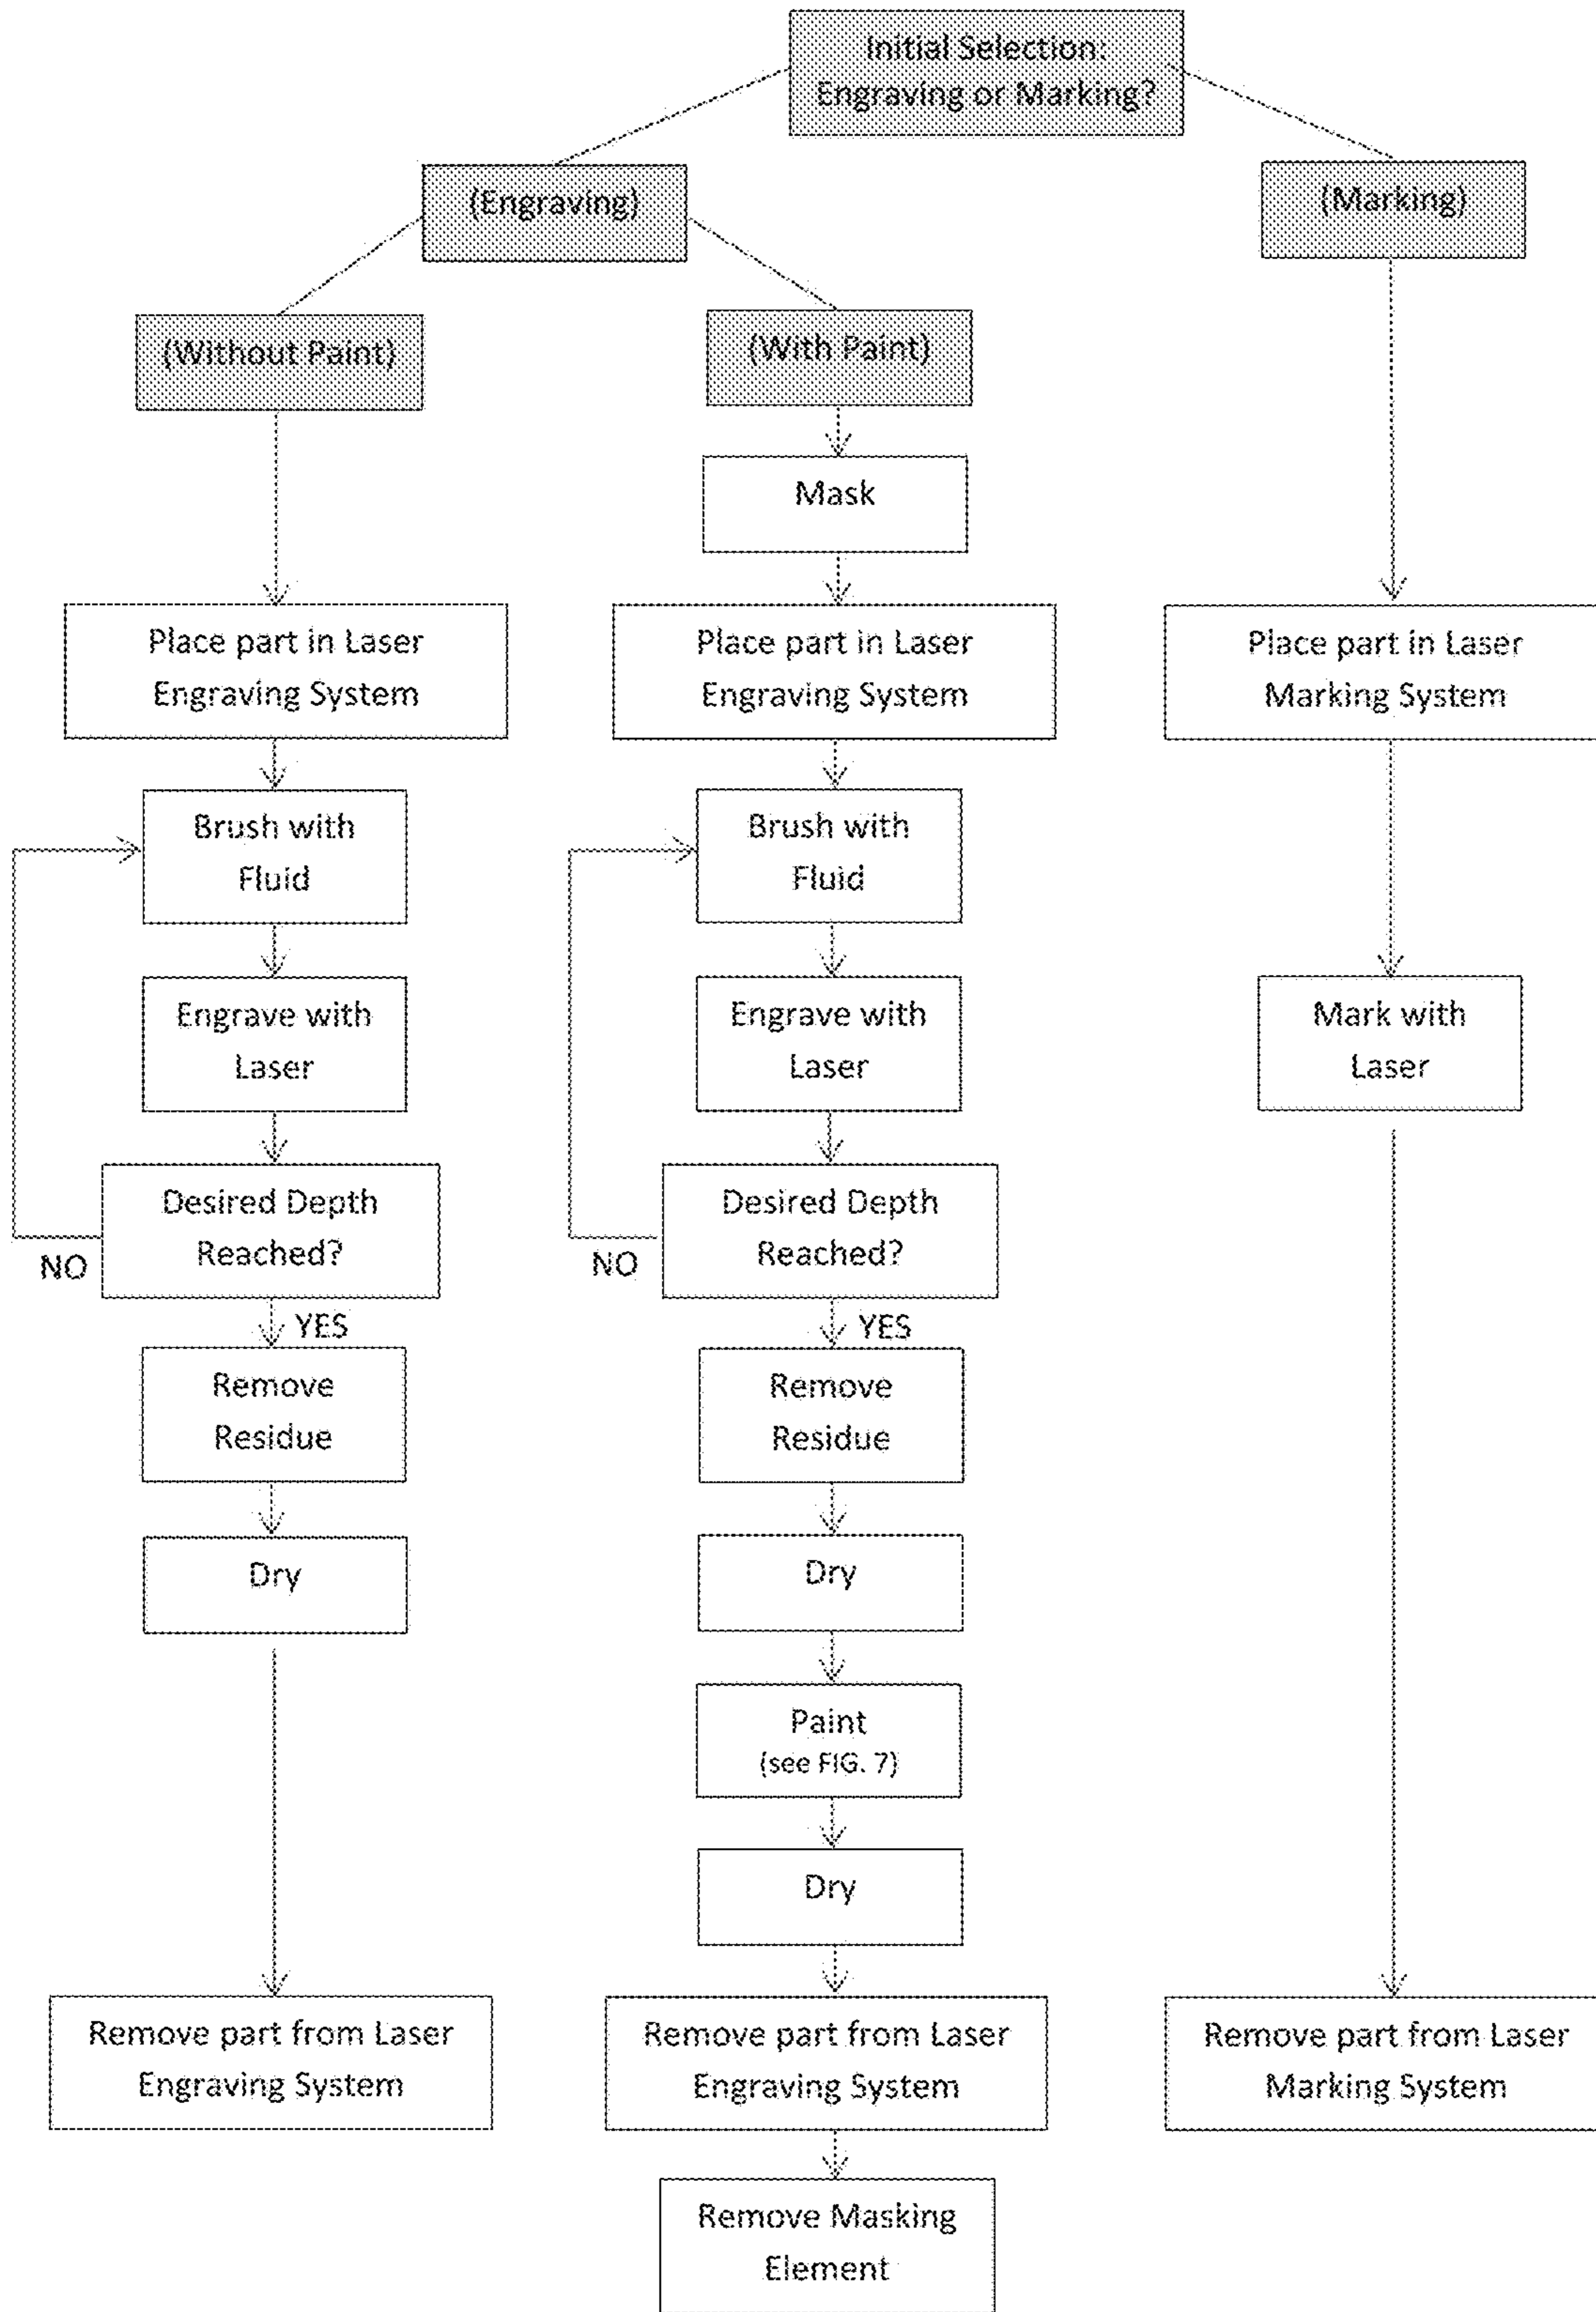 Initial Selection:
Engraving or Marking?
(Engraving)
(Marking)
(Without Paint)
(With Paint)
Mask
Place part in Laser
Engraving System
Place part in Laser
Engraving System
Place part in Laser
Marking System
Brush with
Fluid
Brush with
Fluid
Engrave with
Laser
Engrave with
Laser
Mark with
Laser
Desired Depth
Reached?
Desired Depth
Reached?
NO
NO
YES
YES
Remove
Residue
Remove
Residue
Dry
Dry
Paint
(see FIG. 7)
Dry
Remove part from Laser
Engraving System
Remove part from Laser
Engraving System
Remove part from Laser
Marking System
Remove Masking
Element